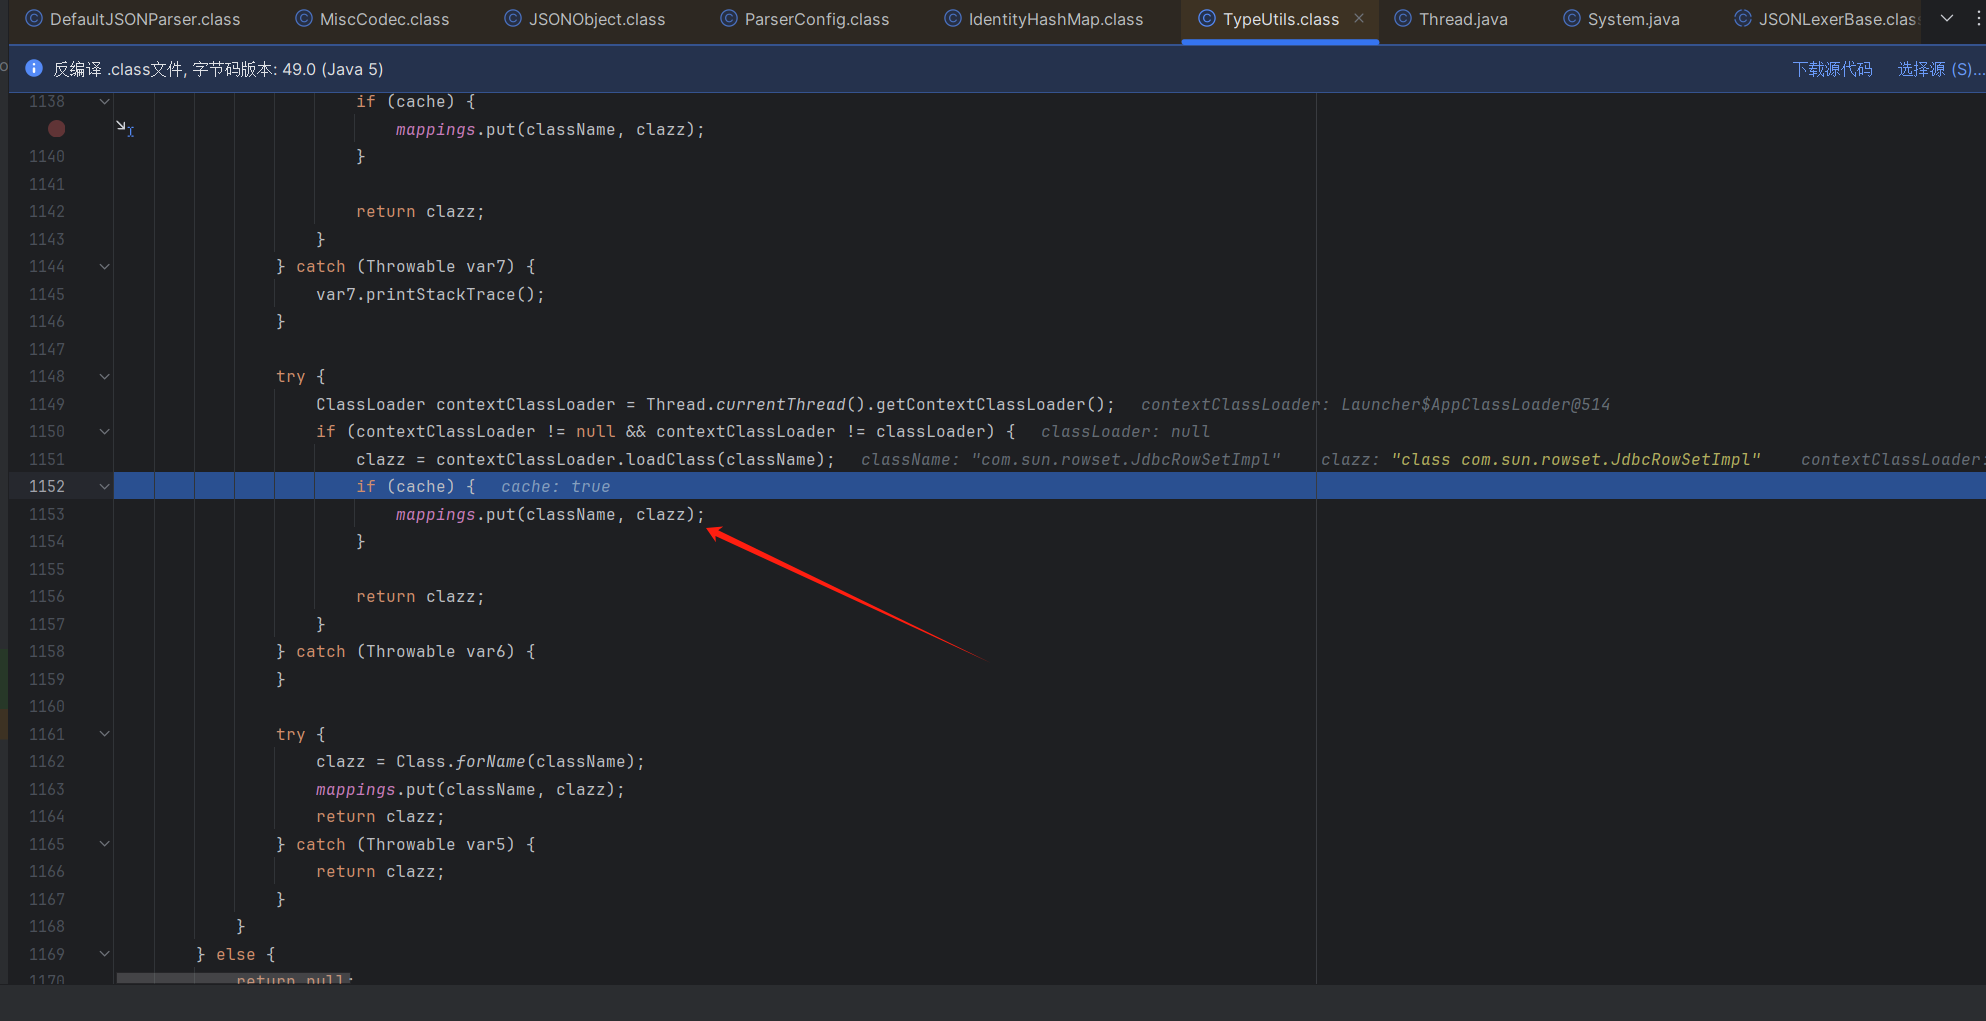 DefaultJSONParser.class MiscCodec.class JSONObject.class ParserConfig.class IdentityHashMap.class TypeUtils.class Thread.java System.java JSONLexerBase.clas
反编译 .class文件, 字节码版本: 49.0 (Java 5) 下载源代码 选择源 (S)...
1138 if (cache) {
mappings.put(className, clazz);
1140 }
1141
1142 return clazz;
1143 }
1144 } catch (Throwable var7) {
1145 var7.printStackTrace();
1146 }
1147
1148 try {
1149 ClassLoader contextClassLoader = Thread.currentThread().getContextClassLoader(); contextClassLoader: Launcher$AppClassLoader@514
1150 if (contextClassLoader != null && contextClassLoader != classLoader) { classLoader: null
1151 clazz = contextClassLoader.loadClass(className); className: "com.sun.rowset.JdbcRowSetImpl" clazz: "class com.sun.rowset.JdbcRowSetImpl" contextClassLoader:
1152 if (cache) { cache: true
1153 mappings.put(className, clazz);
1154 }
1155
1156 return clazz;
1157 }
1158 } catch (Throwable var6) {
1159 }
1160
1161 try {
1162 clazz = Class.forName(className);
1163 mappings.put(className, clazz);
1164 return clazz;
1165 } catch (Throwable var5) {
1166 return clazz;
1167 }
1168 }
1169 } else {
1170 return null;